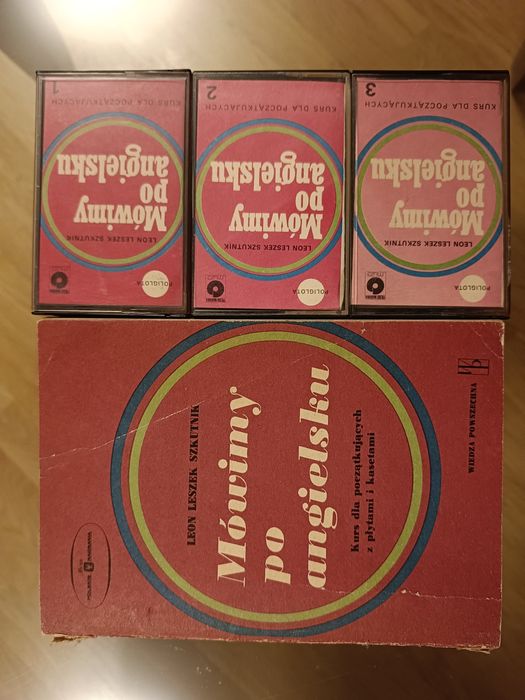 KURS DLA POCZĄTKUJĄCYCH 1
Mówimy
po
angielsku
LEON LESZEK SZKUTNIK
POLIGLOTA
KURS DLA POCZĄTKUJĄCYCH 2
Mówimy
po
angielsku
LEON LESZEK SZKUTNIK
POLIGLOTA
KURS DLA POCZĄTKUJĄCYCH 3
Mówimy
po
angielsku
LEON LESZEK SZKUTNIK
POLIGLOTA
LEON LESZEK SZKUTNIK
Mówimy
po
angielsku
Kurs dla początkujących
z płytami i kasetami
WIEDZA POWSZECHNA
POLSKIE NAGRANIA